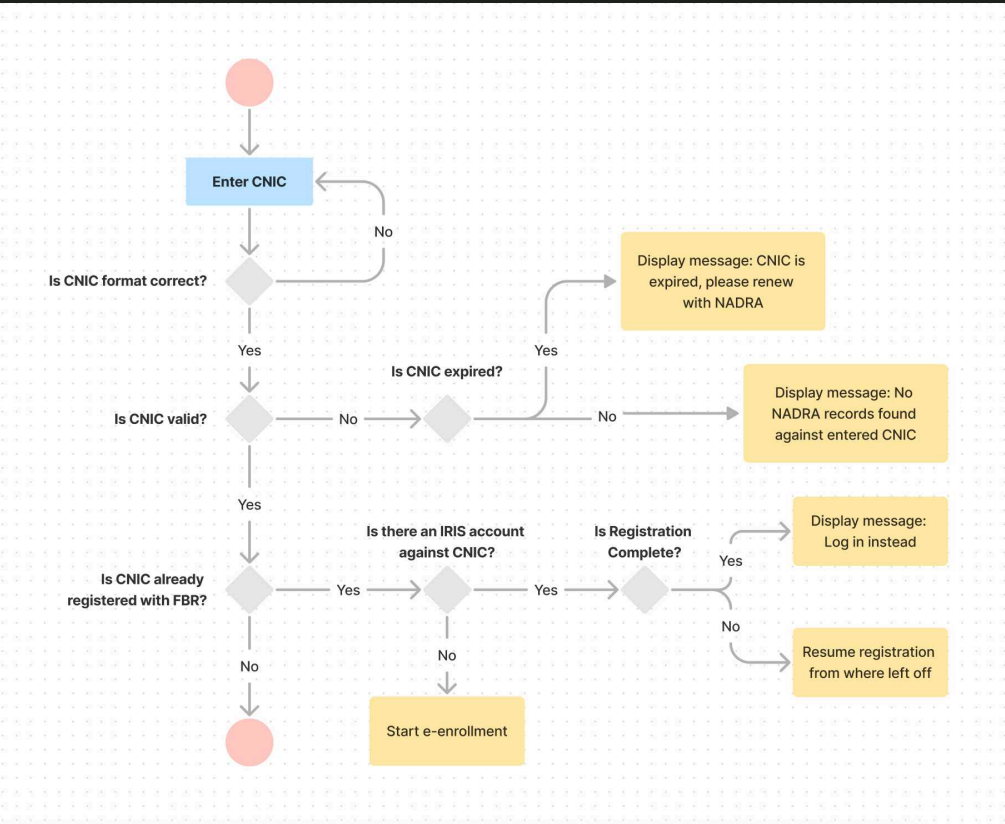 Enter CNIC
No
Is CNIC format correct?
Display message: CNIC is
expired, please renew
with NADRA
Yes
Yes
Is CNIC expired?
Display message: No
NADRA records found
against entered CNIC
Is CNIC valid?
No
No
Yes
Is there an IRIS account
against CNIC?
Is Registration
Complete?
Display message:
Log in instead
Yes
Is CNIC already
registered with FBR?
Yes
Yes
No
No
No
Resume registration
from where left off
Start e-enrollment